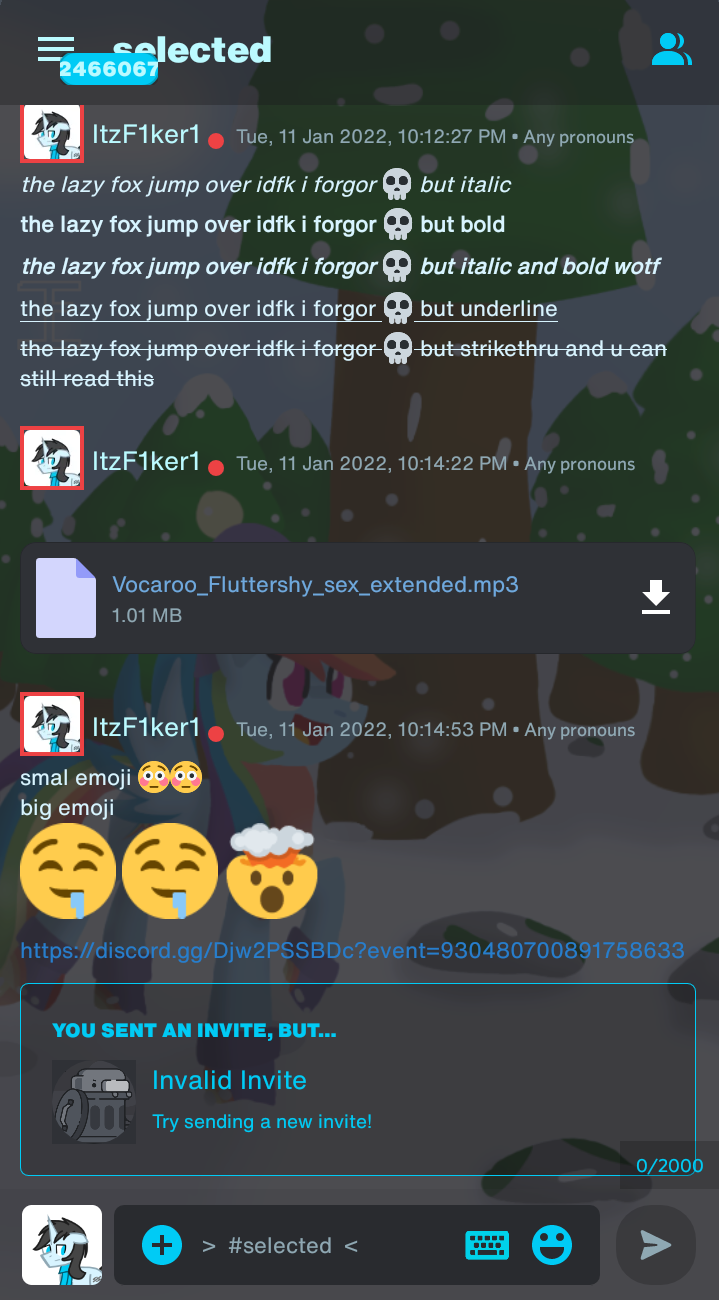 selected
2466067
ItzF1ker1 Tue, 11 Jan 2022, 10:12:27 PM • Any pronouns
the lazy fox jump over idfk i forgor 💀 but italic
the lazy fox jump over idfk i forgor 💀 but bold
the lazy fox jump over idfk i forgor 💀 but italic and bold wotf
the lazy fox jump over idfk i forgor 💀 but underline
the lazy fox jump over idfk i forgor 💀 but strikethru and u can
still read this
ItzF1ker1 Tue, 11 Jan 2022, 10:14:22 PM • Any pronouns
Vocaroo_Fluttershy_sex_extended.mp3
1.01 MB
ItzF1ker1 Tue, 11 Jan 2022, 10:14:53 PM • Any pronouns
smal emoji 😳😳
big emoji
🤤🤤🤯
https://discord.gg/Djw2PSSBDc?event=930480700891758633
YOU SENT AN INVITE, BUT...
Invalid Invite
Try sending a new invite!
0/2000
> #selected <